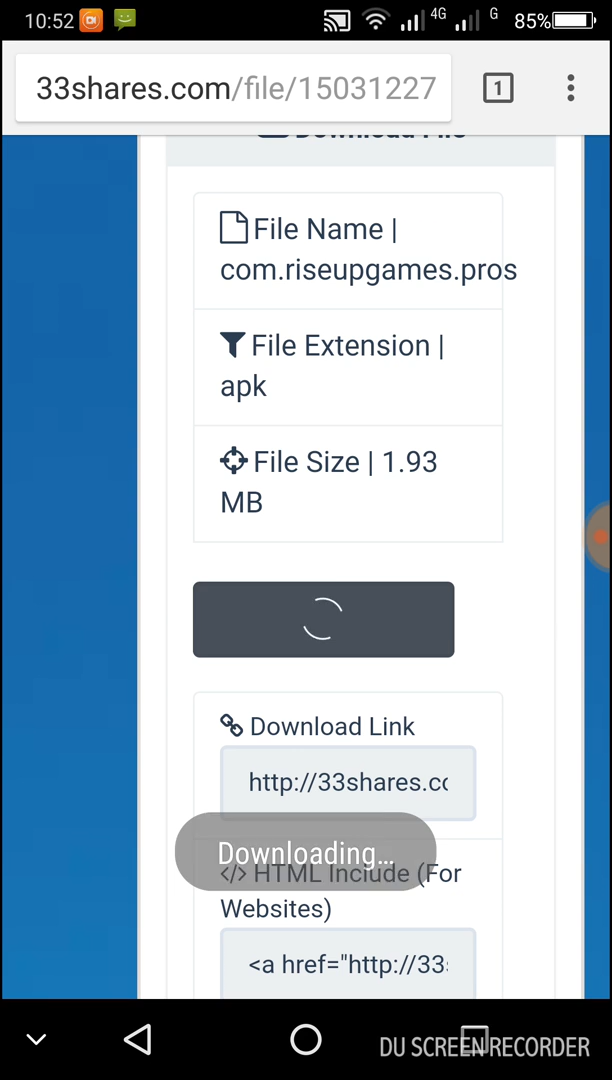 10:52 4G G 85%
33shares.com/file/15031227 1
File Name |
com.riseupgames.pros
File Extension |
apk
File Size | 1.93
MB
Download Link
http://33shares.co
Downloading…
</> HTML Include (For
Websites)
<a href="http://33
DU SCREEN RECORDER